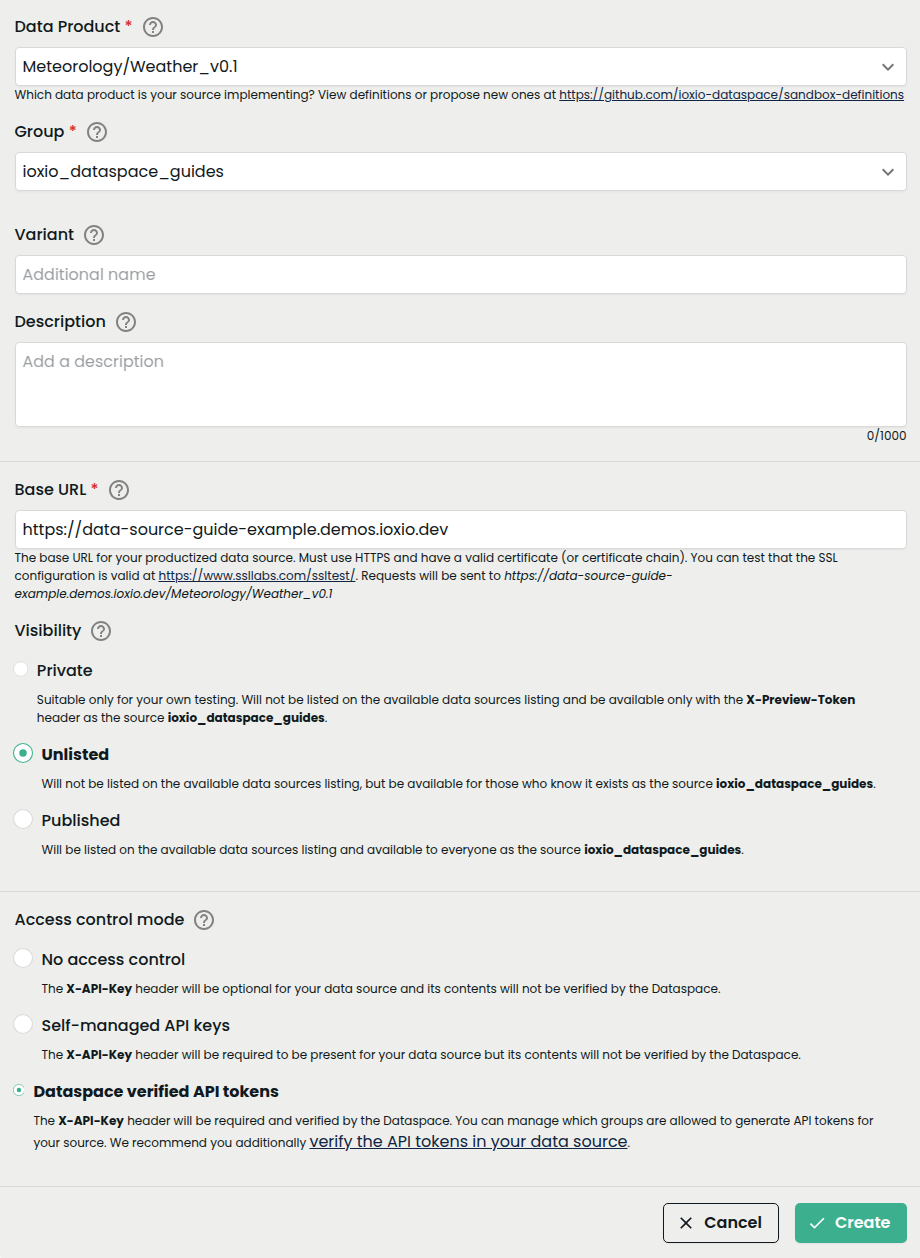 Data Product *
Meteorology/Weather_v0.1
Which data product is your source implementing? View definitions or propose new ones at https://github.com/ioxio-dataspace/sandbox-definitions
Group *
ioxio_dataspace_guides
Variant
Additional name
Description
Add a description
0/1000
Base URL *
https://data-source-guide-example.demos.ioxio.dev
The base URL for your productized data source. Must use HTTPS and have a valid certificate (or certificate chain). You can test that the SSL
configuration is valid at https://www.ssllabs.com/ssltest/. Requests will be sent to https://data-source-guide-
example.demos.ioxio.dev/Meteorology/Weather_v0.1
Visibility
Private
Suitable only for your own testing. Will not be listed on the available data sources listing and be available only with the X-Preview-Token
header as the source ioxio_dataspace_guides.
Unlisted
Will not be listed on the available data sources listing, but be available for those who know it exists as the source ioxio_dataspace_guides.
Published
Will be listed on the available data sources listing and available to everyone as the source ioxio_dataspace_guides.
Access control mode
No access control
The X-API-Key header will be optional for your data source and its contents will not be verified by the Dataspace.
Self-managed API keys
The X-API-Key header will be required to be present for your data source but its contents will not be verified by the Dataspace.
Dataspace verified API tokens
The X-API-Key header will be required and verified by the Dataspace. You can manage which groups are allowed to generate API tokens for
your source. We recommend you additionally verify the API tokens in your data source.
Cancel
Create